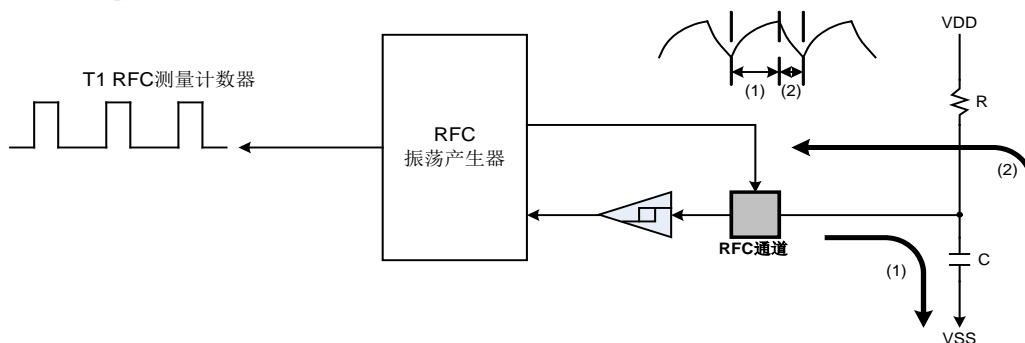 T1 RFC测量计数器
RFC
振荡产生器
(1)
(2)
VDD
R
(2)
RFC通道
(1)
C
VSS